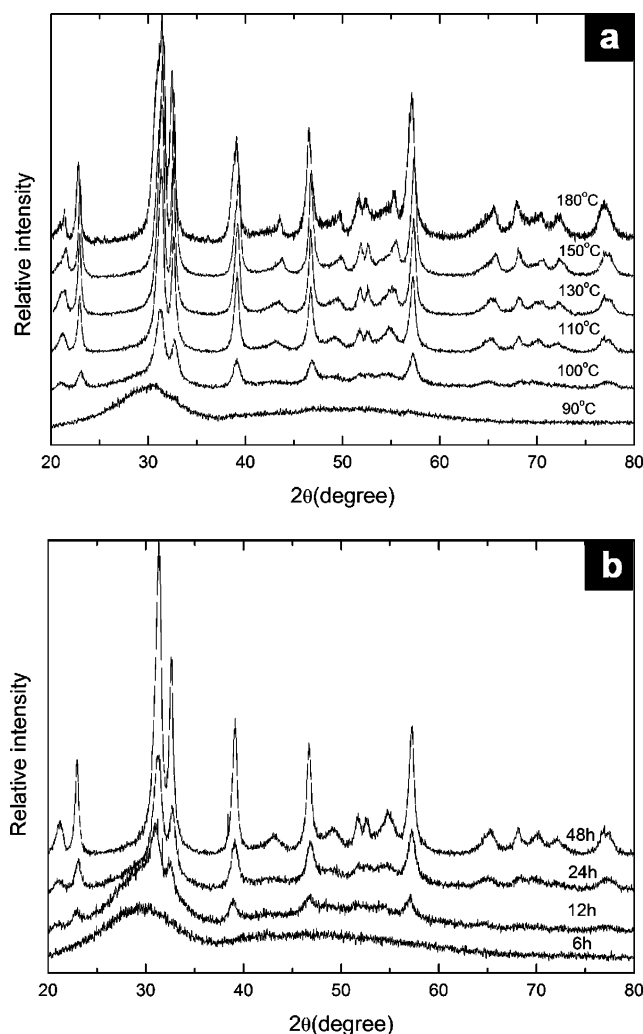 a
Relative intensity
180°C
150°C
130°C
110°C
100°C
90°C
20 30 40 50 60 70 80
2θ(degree)
b
Relative intensity
48h
24h
12h
6h
20 30 40 50 60 70 80
2θ(degree)